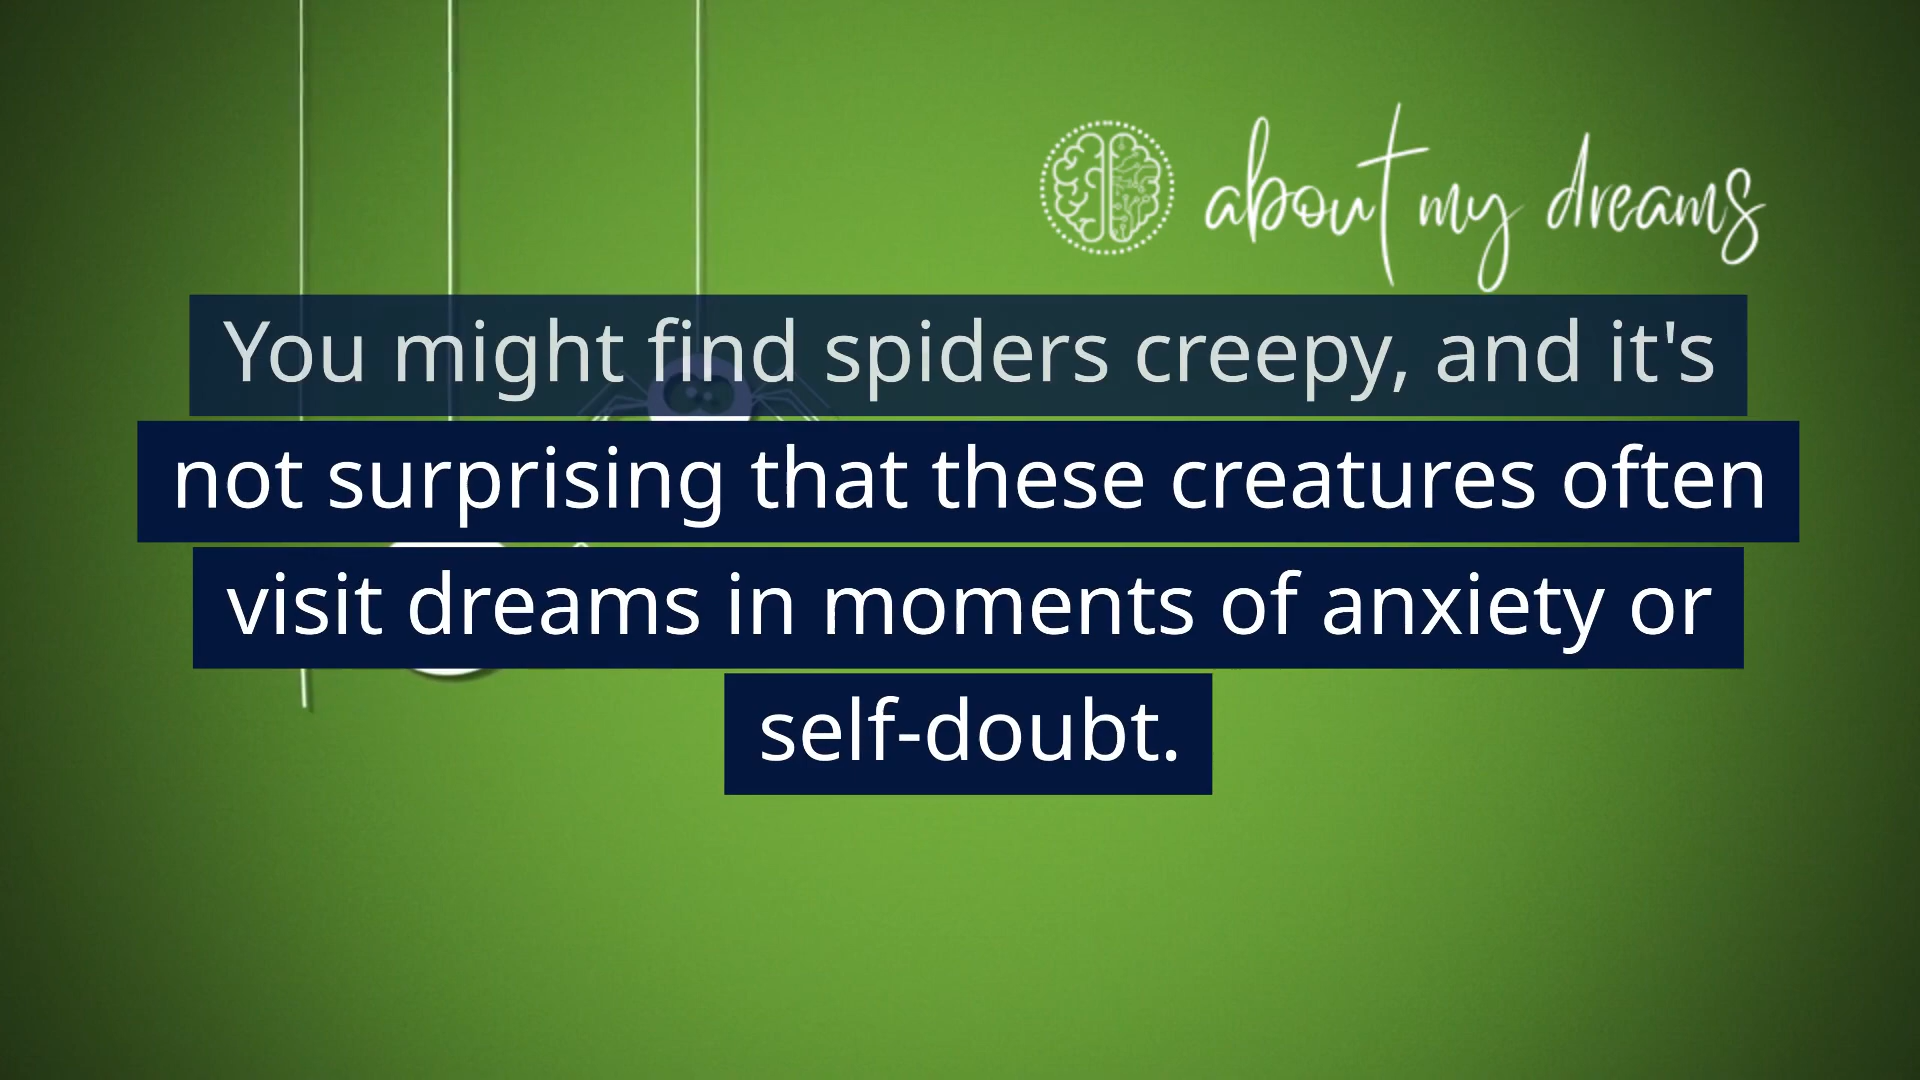 about my dreams
You might find spiders creepy, and it's
not surprising that these creatures often
visit dreams in moments of anxiety or
self-doubt.